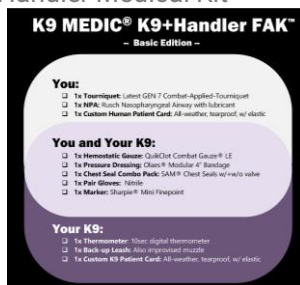 Handler Medical Kit
K9 MEDIC® K9+Handler FAK™
~ Basic Edition ~
You:
❑ 1x Tourniquet: Latest GEN 7 Combat-Applied-Tourniquet
❑ 1x NPA: Rusch Nasopharyngeal Airway with lubricant
❑ 1x Custom Human Patient Card: All-weather, tearproof, w/ elastic
You and Your K9:
❑ 1x Hemostatic Gauze: QuikClot Combat Gauze® LE
❑ 1x Pressure Dressing: Olaes® Modular 4" Bandage
❑ 1x Chest Seal Combo Pack: SAM® Chest Seals w/+w/o valve
❑ 1x Pair Gloves: Nitrile
❑ 1x Marker: Sharpie® Mini Finepoint
Your K9:
❑ 1x Thermometer: 10sec digital thermometer
❑ 1x Back-up Leash: Also improvised muzzle
❑ 1x Custom K9 Patient Card: All-weather, tearproof, w/ elastic